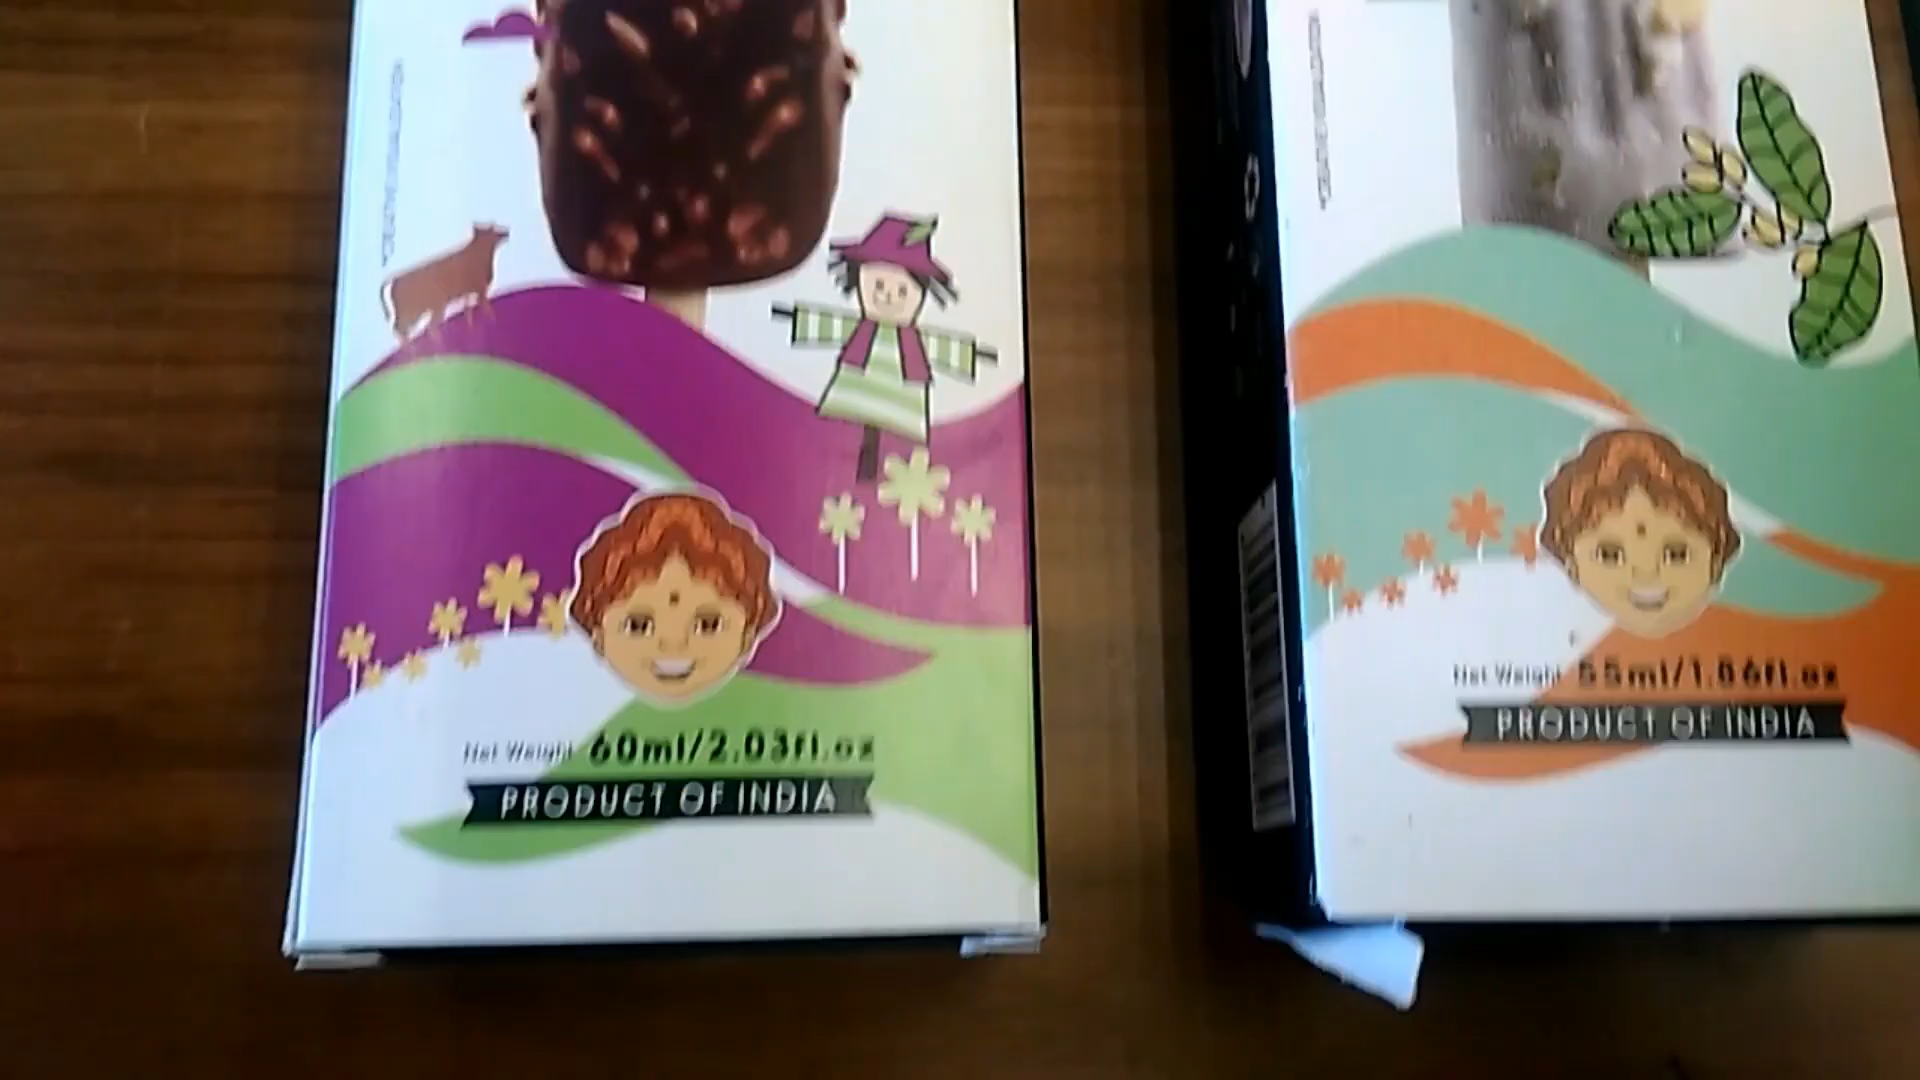 Net Weight 60ml/2.03fl.oz
PRODUCT OF INDIA
Net Weight 55ml/1.86fl.oz
PRODUCT OF INDIA